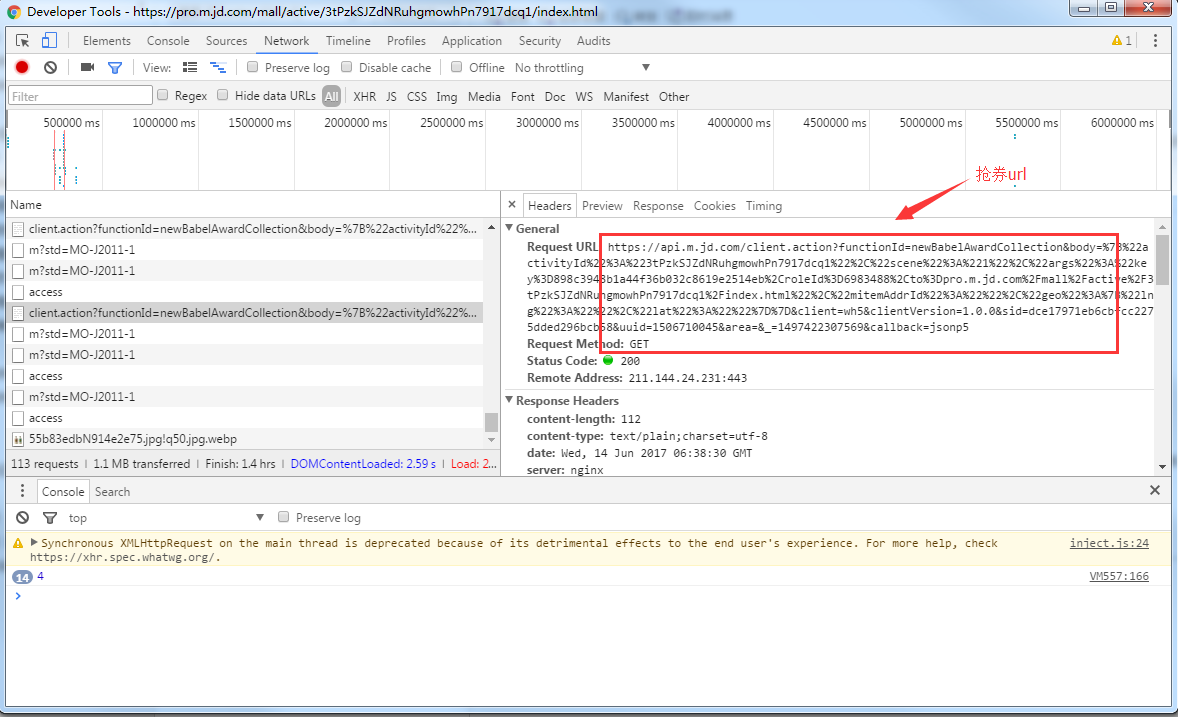 Developer Tools - https://pro.m.jd.com/mall/active/3tPzkSJZdNRuhgmowhPn7917dcq1/index.html
Elements Console Sources Network Timeline Profiles Application Security Audits 1
View: Preserve log Disable cache Offline No throttling
Filter Regex Hide data URLs All XHR JS CSS Img Media Font Doc WS Manifest Other
500000 ms 1000000 ms 1500000 ms 2000000 ms 2500000 ms 3000000 ms 3500000 ms 4000000 ms 4500000 ms 5000000 ms 5500000 ms 6000000 ms
抢券url
Name
client.action?functionId=newBabelAwardCollection&body=%7B%22activityId%22%...
m?std=MO-J2011-1
m?std=MO-J2011-1
access
client.action?functionId=newBabelAwardCollection&body=%7B%22activityId%22%...
m?std=MO-J2011-1
m?std=MO-J2011-1
access
m?std=MO-J2011-1
access
55b83edbN914e2e75.jpg!q50.jpg.webp
113 requests | 1.1 MB transferred | Finish: 1.4 hrs | DOMContentLoaded: 2.59 s | Load: 2...
× Headers Preview Response Cookies Timing
General
Request URL: https://api.m.jd.com/client.action?functionId=newBabelAwardCollection&body=%7B%22a
ctivityId%22%3A%223tPzkSJZdNRuhgmowhPn7917dcq1%22%2C%22scene%22%3A%221%22%2C%22args%22%3A%22ke
y%3D898c3948b1a44f36b032c8619e2514eb%2CroleId%3D6983488%2Cto%3Dpro.m.jd.com%2Fmall%2Factive%2F3
tPzkSJZdNRuhgmowhPn7917dcq1%2Findex.html%22%2C%22mitemAddrId%22%3A%22%22%2C%22geo%22%3A%7B%22ln
g%22%3A%22%22%2C%22lat%22%3A%22%22%7D%7D&client=wh5&clientVersion=1.0.0&sid=dce17971eb6cbfcc227
5dded296bcb68&uuid=1506710045&area=&_=1497422307569&callback=jsonp5
Request Method: GET
Status Code: 200
Remote Address: 211.144.24.231:443
Response Headers
content-length: 112
content-type: text/plain;charset=utf-8
date: Wed, 14 Jun 2017 06:38:30 GMT
server: nginx
Console Search
top Preserve log
Synchronous XMLHttpRequest on the main thread is deprecated because of its detrimental effects to the end user's experience. For more help, check inject.js:24
https://xhr.spec.whatwg.org/.
14 4 VM557:166